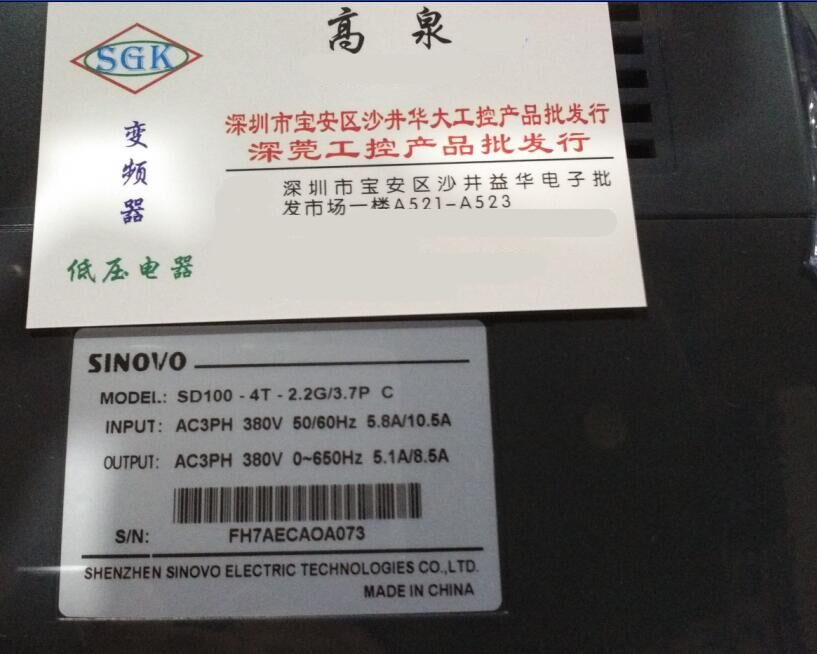 SGK
高泉
变频器
低压电器
深圳市宝安区沙井华大工控产品批发行
深莞工控产品批发行
深圳市宝安区沙井益华电子批
发市场一楼A521-A523
SINOVO
MODEL: SD100 - 4T - 2.2G/3.7P C
INPUT: AC3PH 380V 50/60Hz 5.8A/10.5A
OUTPUT: AC3PH 380V 0~650Hz 5.1A/8.5A
S/N: FH7AECAOA073
SHENZHEN SINOVO ELECTRIC TECHNOLOGIES CO.,LTD.
MADE IN CHINA